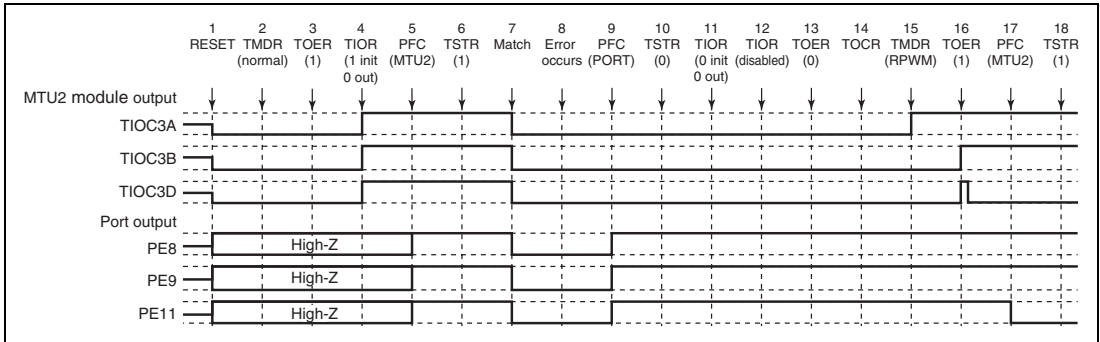 1 2 3 4 5 6 7 8 9 10 11 12 13 14 15 16 17 18
RESET TMDR TOER TIOR PFC TSTR Match Error PFC TSTR TIOR TIOR TOER TOCR TMDR TOER PFC TSTR
(normal) (1) (1 init (MTU2) (1) occurs (PORT) (0) (0 init (disabled) (0) (RPWM) (1) (MTU2) (1)
0 out) 0 out)
MTU2 module output
TIOC3A
TIOC3B
TIOC3D
Port output
PE8 High-Z
PE9 High-Z
PE11 High-Z